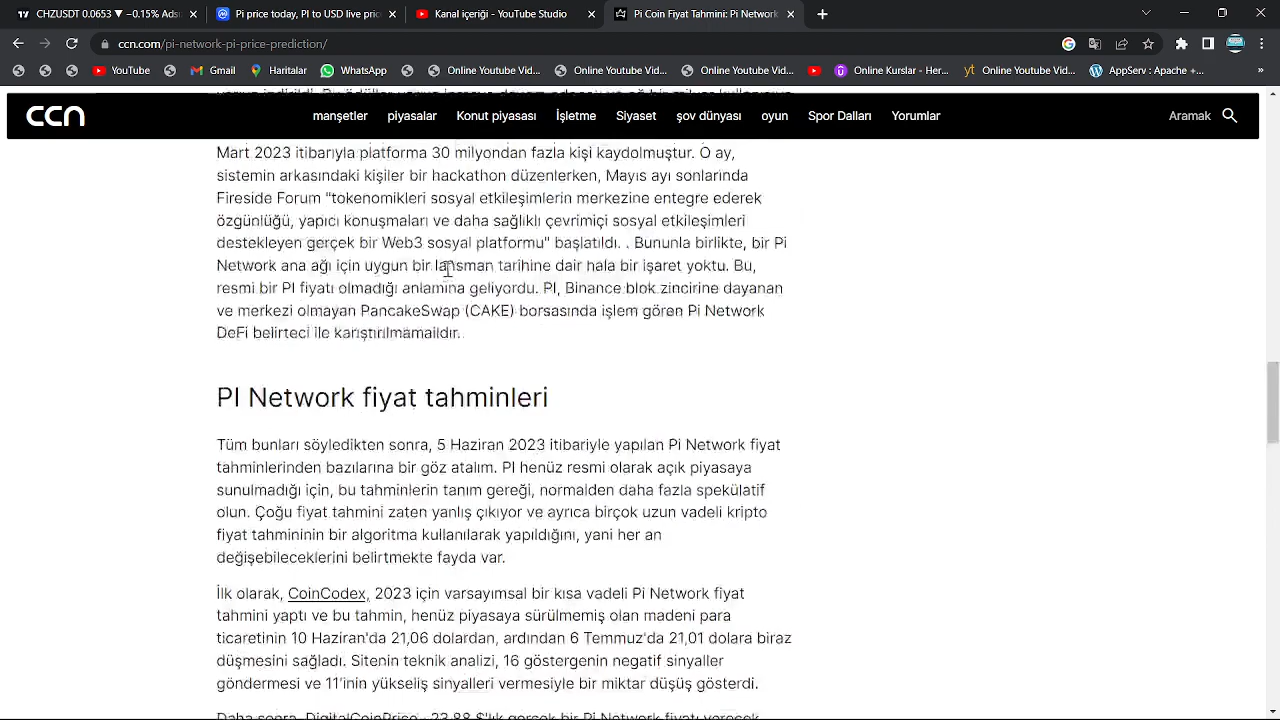 CHZUSDT 0.0653 ▼ −0.15% Adsı
Pi price today, PI to USD live pric
Kanal içeriği - YouTube Studio
Pi Coin Fiyat Tahmini: Pi Network
ccn.com/pi-network-pi-price-prediction/
YouTube
Gmail
Haritalar
WhatsApp
Online Youtube Vid...
Online Youtube Vid...
Online Youtube Vid...
Online Kurslar - Her...
Online Youtube Vid...
AppServ : Apache +...
»
ccn
manşetler
piyasalar
Konut piyasası
İşletme
Siyaset
şov dünyası
oyun
Spor Dalları
Yorumlar
Aramak
Mart 2023 itibarıyla platforma 30 milyondan fazla kişi kaydolmuştur. O ay,
sistemin arkasındaki kişiler bir hackathon düzenlerken, Mayıs ayı sonlarında
Fireside Forum "tokenomikleri sosyal etkileşimlerin merkezine entegre ederek
özgünlüğü, yapıcı konuşmaları ve daha sağlıklı çevrimiçi sosyal etkileşimleri
destekleyen gerçek bir Web3 sosyal platformu" başlatıldı. . Bununla birlikte, bir Pi
Network ana ağı için uygun bir lansman tarihine dair hala bir işaret yoktu. Bu,
resmi bir PI fiyatı olmadığı anlamına geliyordu. PI, Binance blok zincirine dayanan
ve merkezi olmayan PancakeSwap (CAKE) borsasında işlem gören Pi Network
DeFi belirteci ile karıştırılmamalıdır.
PI Network fiyat tahminleri
Tüm bunları söyledikten sonra, 5 Haziran 2023 itibariyle yapılan Pi Network fiyat
tahminlerinden bazılarına bir göz atalım. PI henüz resmi olarak açık piyasaya
sunulmadığı için, bu tahminlerin tanım gereği, normalden daha fazla spekülatif
olun. Çoğu fiyat tahmini zaten yanlış çıkıyor ve ayrıca birçok uzun vadeli kripto
fiyat tahmininin bir algoritma kullanılarak yapıldığını, yani her an
değişebileceklerini belirtmekte fayda var.
İlk olarak, CoinCodex, 2023 için varsayımsal bir kısa vadeli Pi Network fiyat
tahmini yaptı ve bu tahmin, henüz piyasaya sürülmemiş olan madeni para
ticaretinin 10 Haziran'da 21,06 dolardan, ardından 6 Temmuz'da 21,01 dolara biraz
düşmesini sağladı. Sitenin teknik analizi, 16 göstergenin negatif sinyaller
göndermesi ve 11'inin yükseliş sinyalleri vermesiyle bir miktar düşüş gösterdi.
Daha sonra, DigitalCoinPrice , 23,88 $'lık gerçek bir Pi Network fiyatı verecek